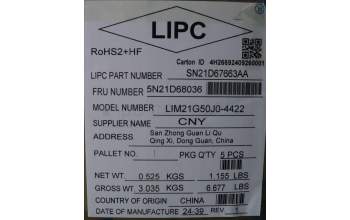 LIPC
RoHS2+HF
Carton ID 4H26692409260001
LIPC PART NUMBER SN21D67663AA
FRU NUMBER 5N21D68036
MODEL NUMBER LIM21G50J0-4422
SUPPLIER NAME CNY
ADDRESS San Zhong Guan Li Qu
Qing Xi, Dong Guan, China
PALLET NO. PKG Q'TY 5 PCS
NET WT. 0.525 KGS 1.155 LBS
GROSS WT. 3.035 KGS 6.677 LBS
COUNTRY OF ORIGIN CHINA
DATE OF MANUFACTURE 24-39 REV.